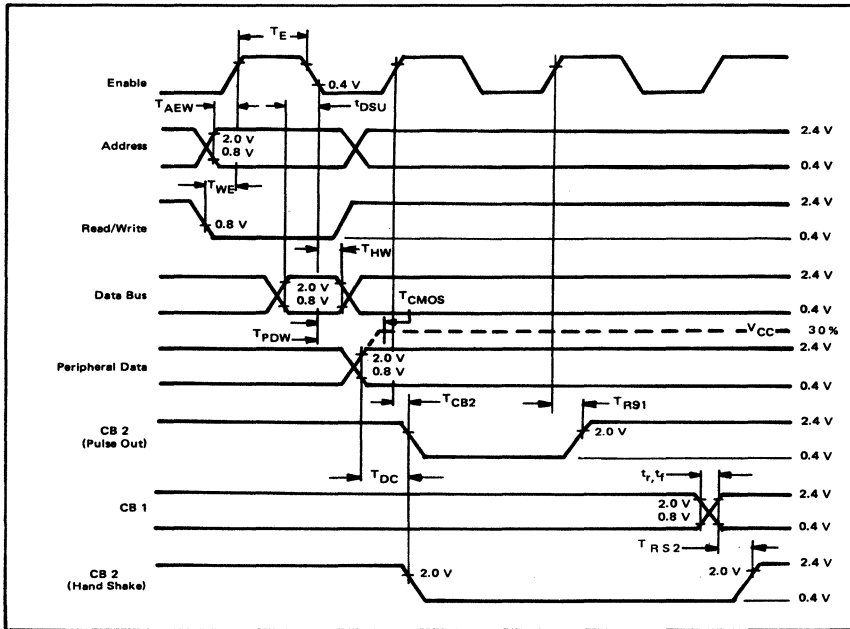 T_E
Enable
0.4 V
T_AEW
t_DSU
Address
2.0 V
0.8 V
2.4 V
0.4 V
T_WE
Read/Write
0.8 V
2.4 V
0.4 V
T_HW
Data Bus
2.0 V
0.8 V
2.4 V
0.4 V
T_CMOS
T_PDW
V_CC
30%
Peripheral Data
2.0 V
0.8 V
2.4 V
0.4 V
T_CB2
T_RS1
CB 2
(Pulse Out)
2.0 V
2.4 V
0.4 V
T_DC
t_r, t_f
CB 1
2.0 V
0.8 V
2.4 V
0.4 V
T_RS2
CB 2
(Hand Shake)
2.0 V
2.0 V
2.4 V
0.4 V